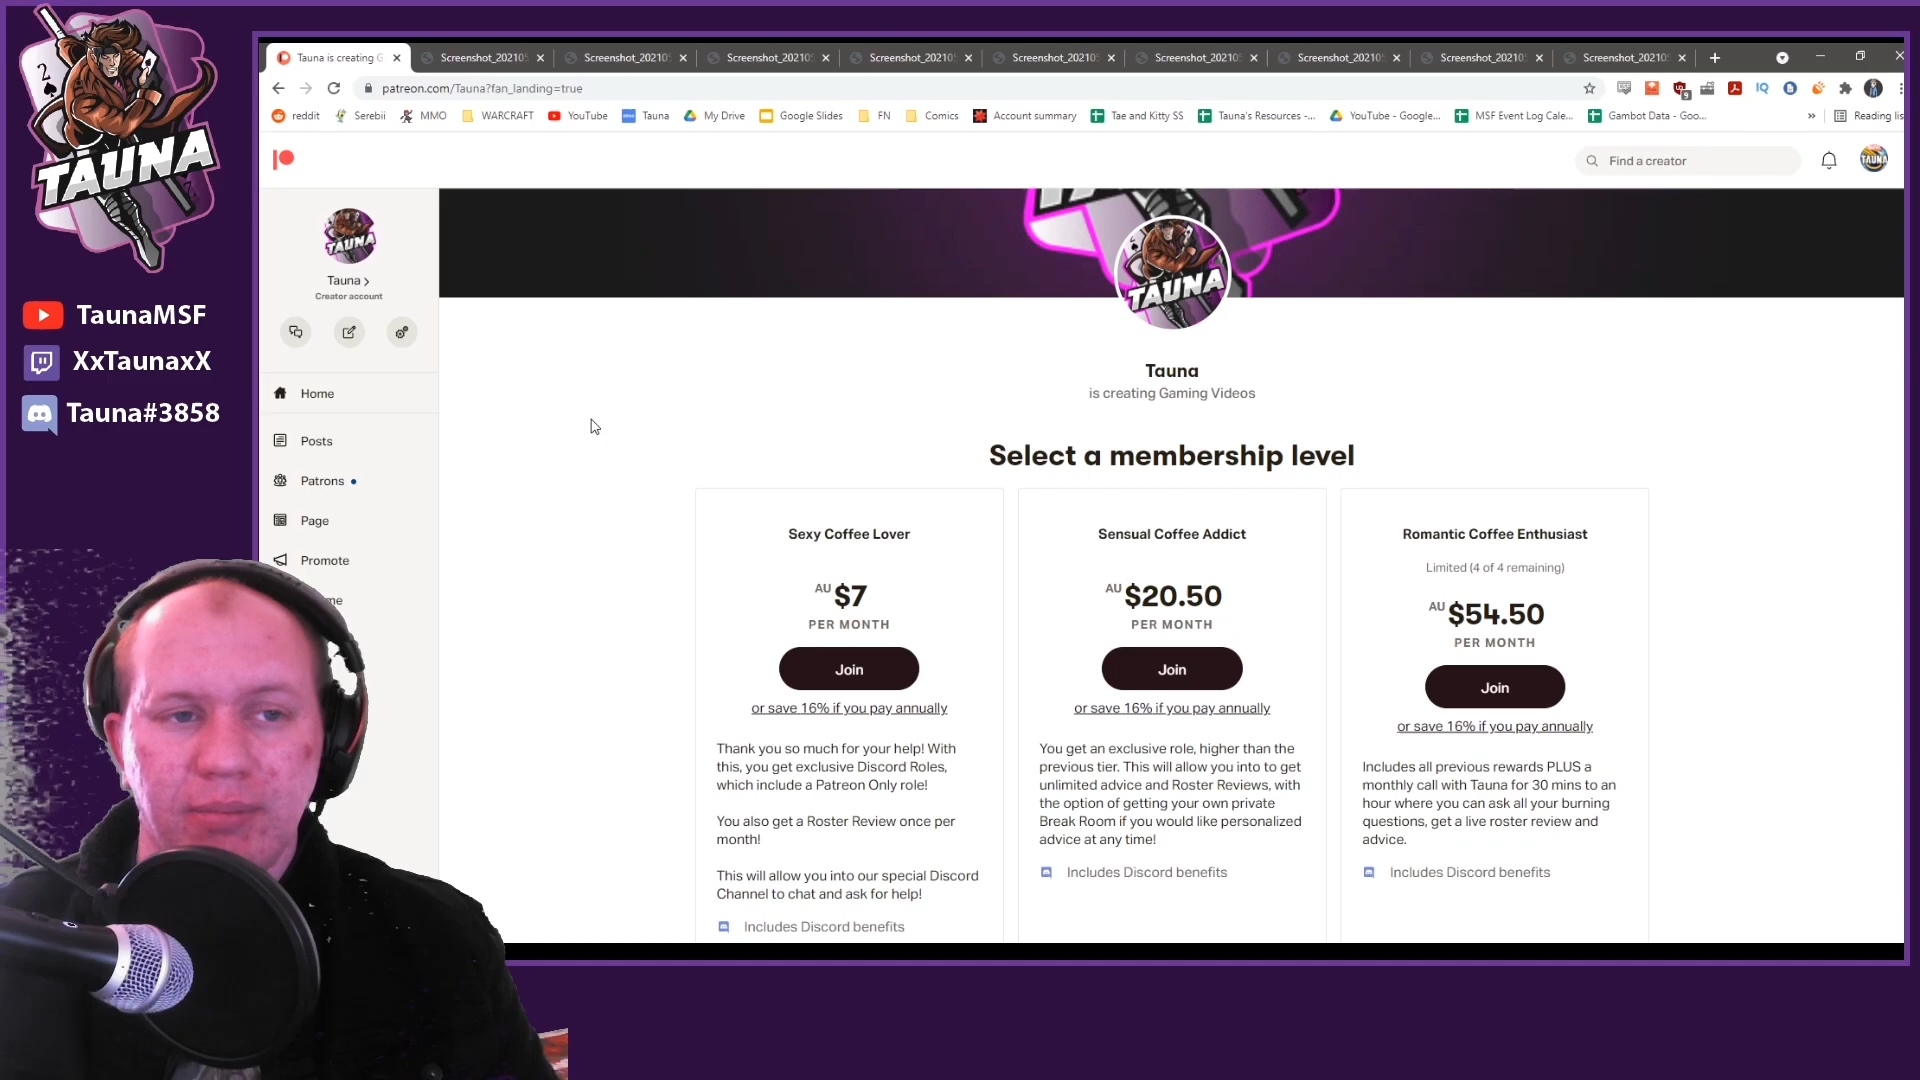 2
TAUNA
TaunaMSF
XxTaunaxX
Tauna#3858
Tauna is creating G
Screenshot_20210
Screenshot_20210
Screenshot_20210
Screenshot_20210
Screenshot_20210
Screenshot_20210
Screenshot_20210
Screenshot_20210
Screenshot_20210
patreon.com/Tauna?fan_landing=true
9
IQ
reddit
Serebii
MMO
WARCRAFT
YouTube
Tauna
My Drive
Google Slides
FN
Comics
Account summary
Tae and Kitty SS
Tauna's Resources -...
YouTube - Google...
MSF Event Log Cale...
Gambot Data - Goo...
»
Reading lis
Find a creator
TAUNA
TAUNA
Tauna >
Creator account
Home
Posts
Patrons
Page
Promote
me
TAUNA
Tauna
is creating Gaming Videos
Select a membership level
Sexy Coffee Lover
AU $7
PER MONTH
Join
or save 16% if you pay annually
Thank you so much for your help! With
this, you get exclusive Discord Roles,
which include a Patreon Only role!
You also get a Roster Review once per
month!
This will allow you into our special Discord
Channel to chat and ask for help!
Includes Discord benefits
Sensual Coffee Addict
AU $20.50
PER MONTH
Join
or save 16% if you pay annually
You get an exclusive role, higher than the
previous tier. This will allow you into to get
unlimited advice and Roster Reviews, with
the option of getting your own private
Break Room if you would like personalized
advice at any time!
Includes Discord benefits
Romantic Coffee Enthusiast
Limited (4 of 4 remaining)
AU $54.50
PER MONTH
Join
or save 16% if you pay annually
Includes all previous rewards PLUS a
monthly call with Tauna for 30 mins to an
hour where you can ask all your burning
questions, get a live roster review and
advice.
Includes Discord benefits